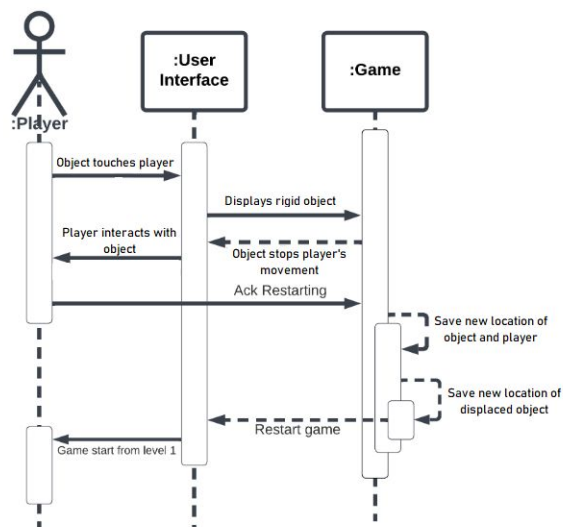 :Player
:User
Interface
:Game
Object touches player
Displays rigid object
Player interacts with
object
Object stops player's
movement
Ack Restarting
Save new location of
object and player
Save new location of
displaced object
Restart game
Game start from level 1